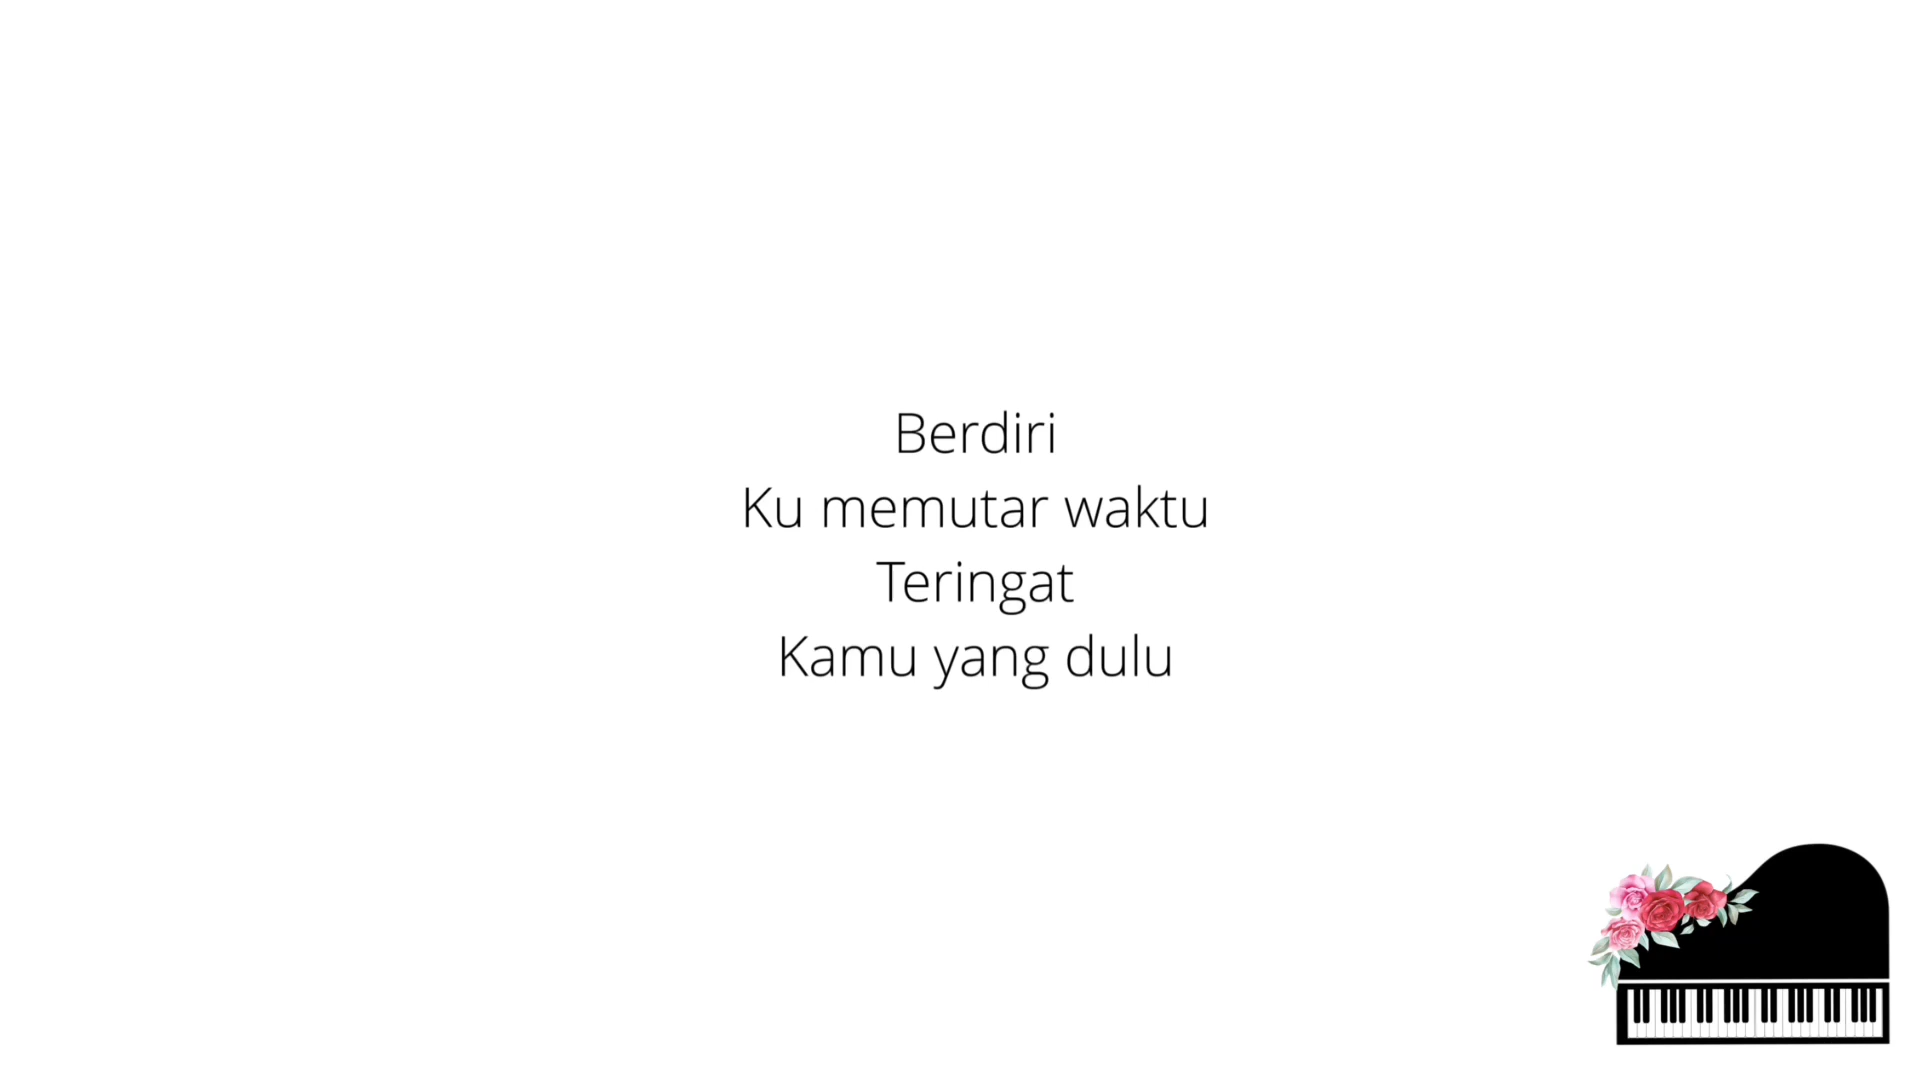 Berdiri
Ku memutar waktu
Teringat
Kamu yang dulu